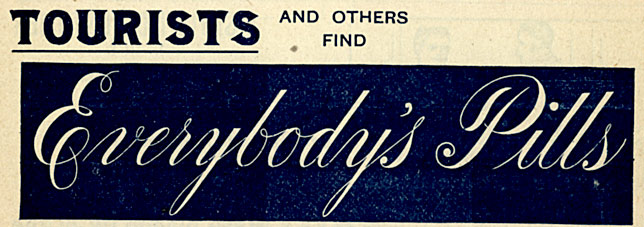 TOURISTS AND OTHERS
FIND
Everybody's Pills